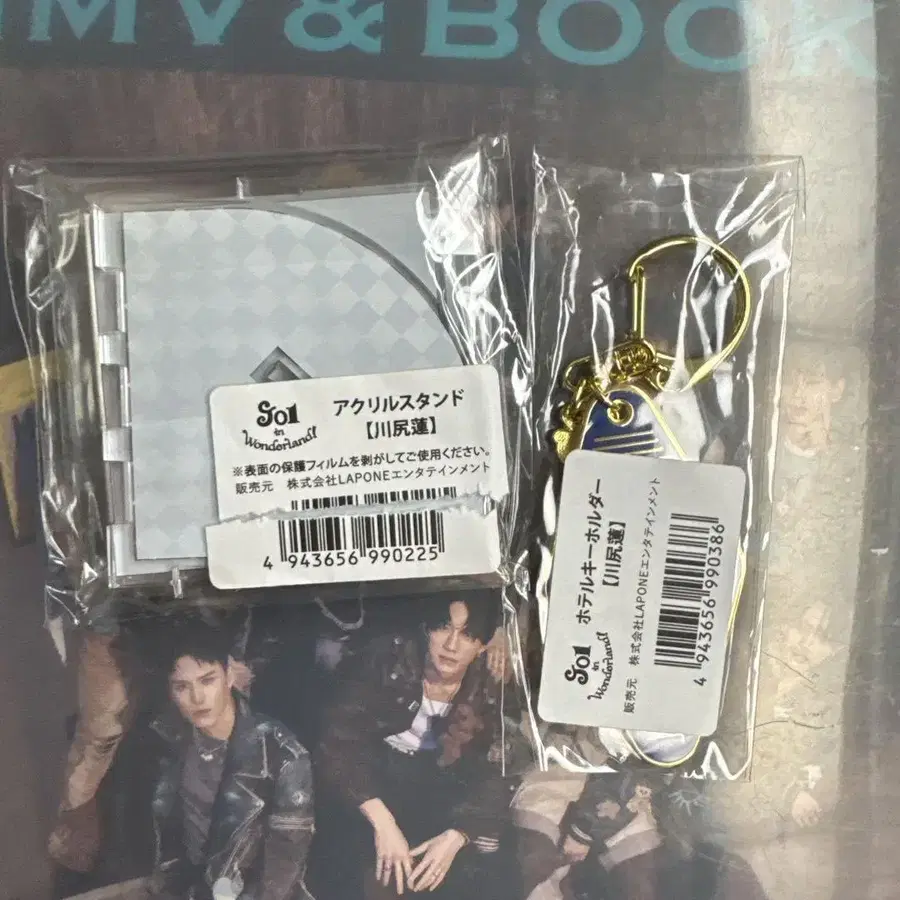 MV&BOOK
JO1
in
Wonderland!
アクリルスタンド
【川尻蓮】
※表面の保護フィルムを剥がしてご使用ください。
販売元 株式会社LAPONEエンタテインメント
4 943656 990225
JO1
in
Wonderland!
ホテルキーホルダー
【川尻蓮】
販売元 株式会社LAPONEエンタテインメント
4 943656 990386